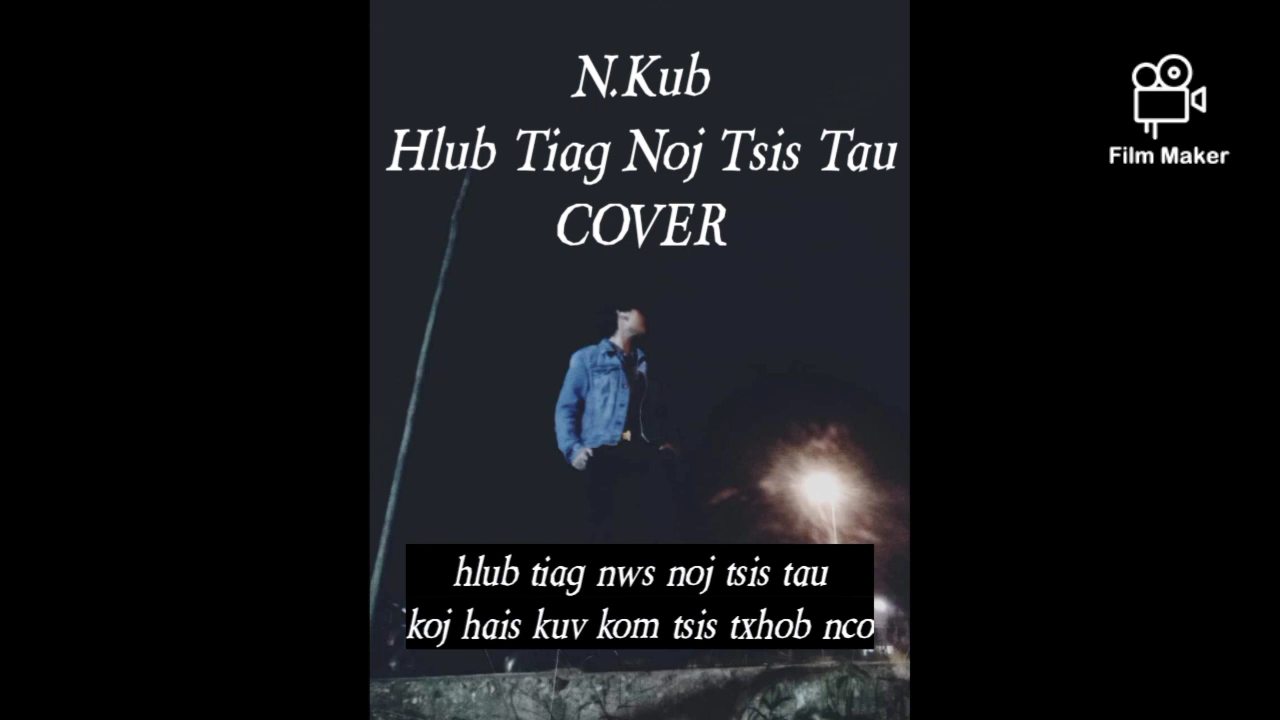 N.Kub
Hlub Tiag Noj Tsis Tau
COVER
Film Maker
hlub tiag nws noj tsis tau
koj hais kuv kom tsis txhob nco